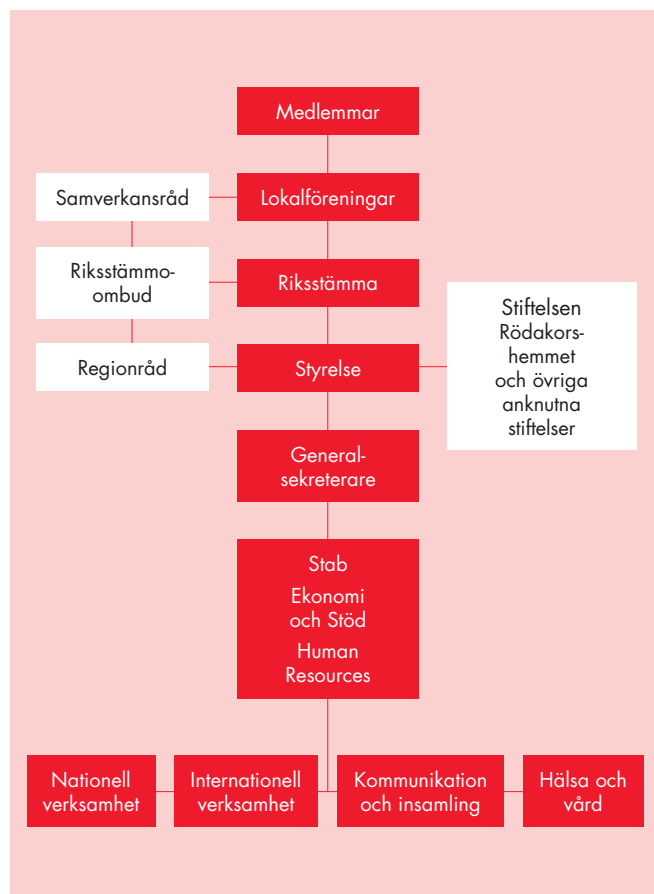 Medlemmar
Samverkansråd
Lokalföreningar
Riksstämmo-
ombud
Riksstämma
Stiftelsen
Rödakors-
hemmet
och övriga
anknutna
stiftelser
Regionråd
Styrelse
General-
sekreterare
Stab
Ekonomi
och Stöd
Human
Resources
Nationell
verksamhet
Internationell
verksamhet
Kommunikation
och insamling
Hälsa och
vård